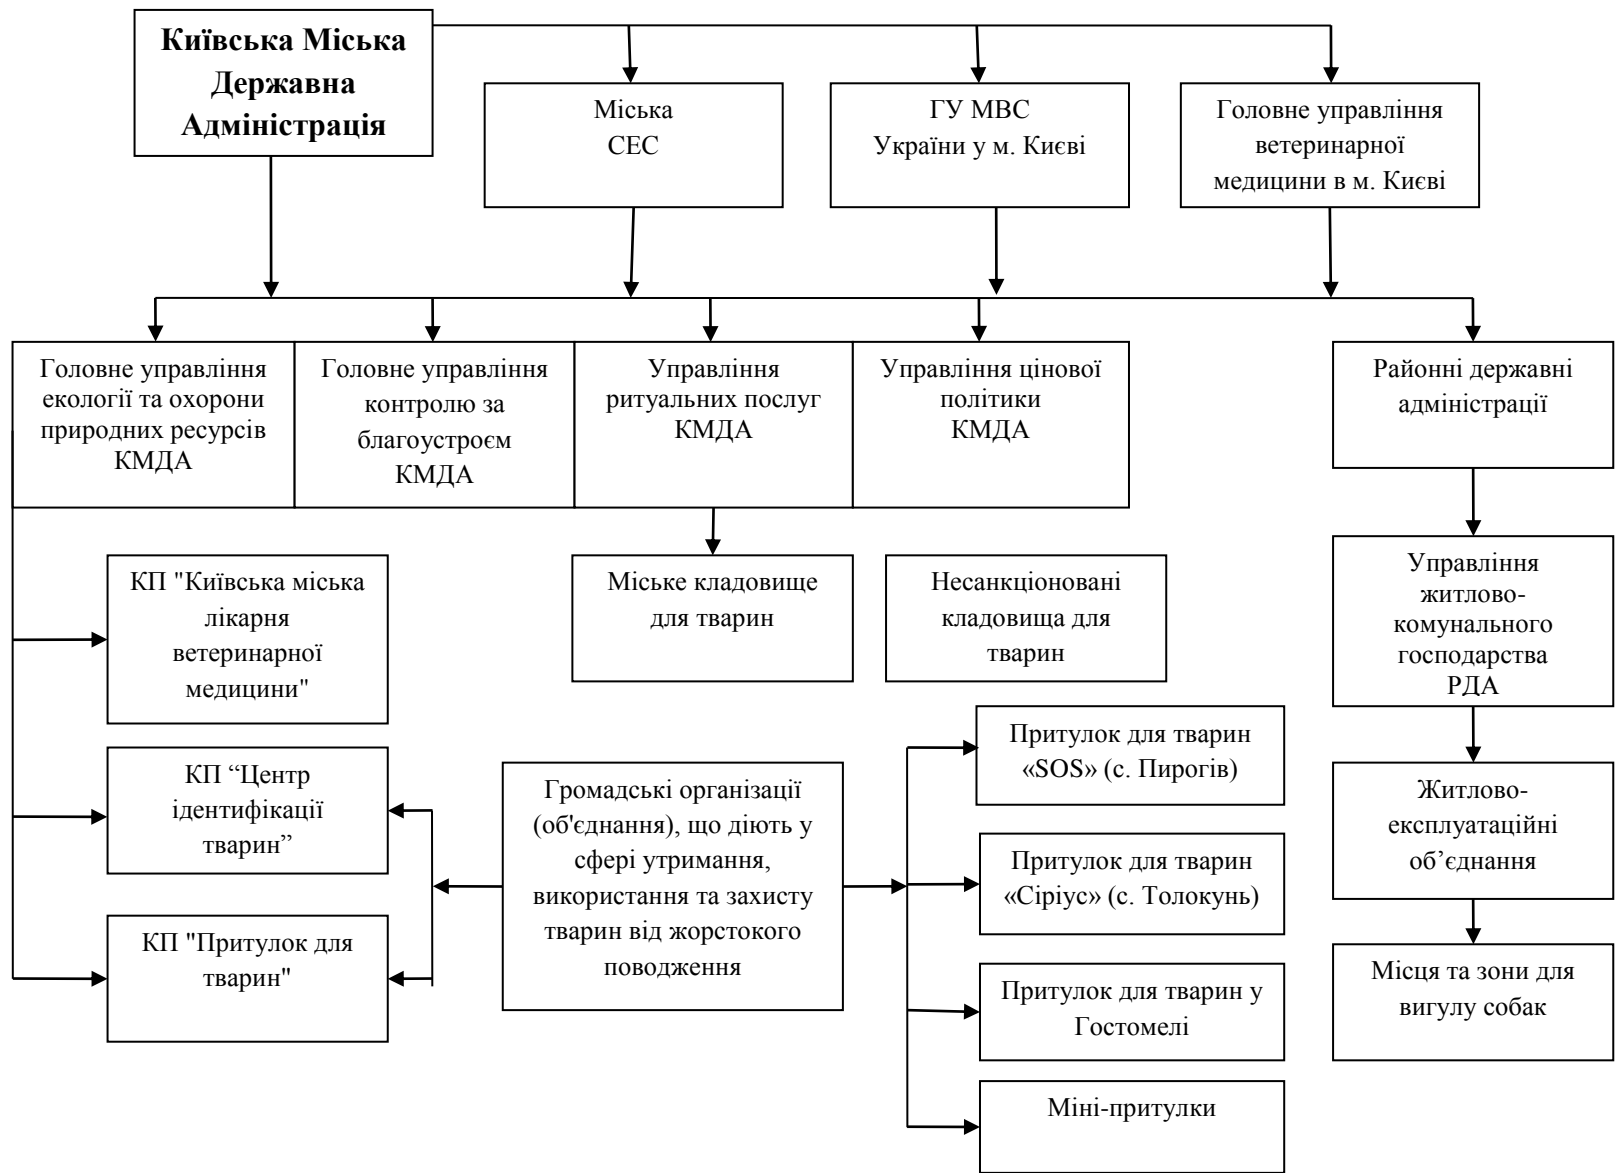 Київська Міська
Державна
Адміністрація
Міська
СЕС
ГУ МВС
України у м. Києві
Головне управління
ветеринарної
медицини в м. Києві
Головне управління
екології та охорони
природних ресурсів
КМДА
Головне управління
контролю за
благоустроєм
КМДА
Управління
ритуальних послуг
КМДА
Управління цінової
політики
КМДА
Районні державні
адміністрації
КП "Київська міська
лікарня
ветеринарної
медицини"
Міське кладовище
для тварин
Несанкціоновані
кладовища для
тварин
Управління
житлово-
комунального
господарства
РДА
КП “Центр
ідентифікації
тварин”
Громадські організації
(об'єднання), що діють у
сфері утримання,
використання та захисту
тварин від жорстокого
поводження
Притулок для тварин
«SOS» (с. Пирогів)
Житлово-
експлуатаційні
об’єднання
Притулок для тварин
«Сіріус» (с. Толокунь)
КП "Притулок для
тварин"
Притулок для тварин у
Гостомелі
Місця та зони для
вигулу собак
Міні-притулки